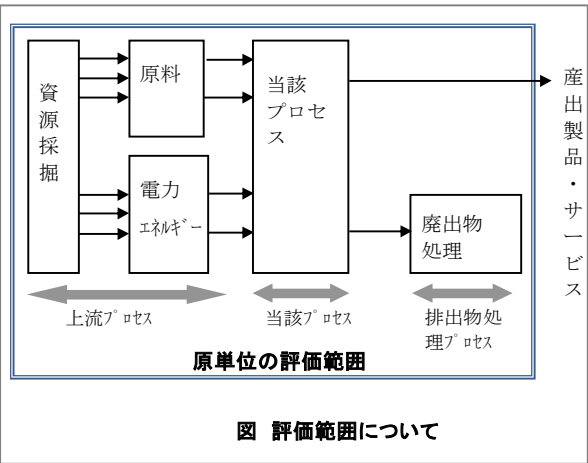 資源採掘
原料
電力
エネルギー
当該
プロセ
ス
廃出物
処理
産出製品・サービス
上流プロセス
当該プロセス
排出物処
理プロセス
原単位の評価範囲
図 評価範囲について